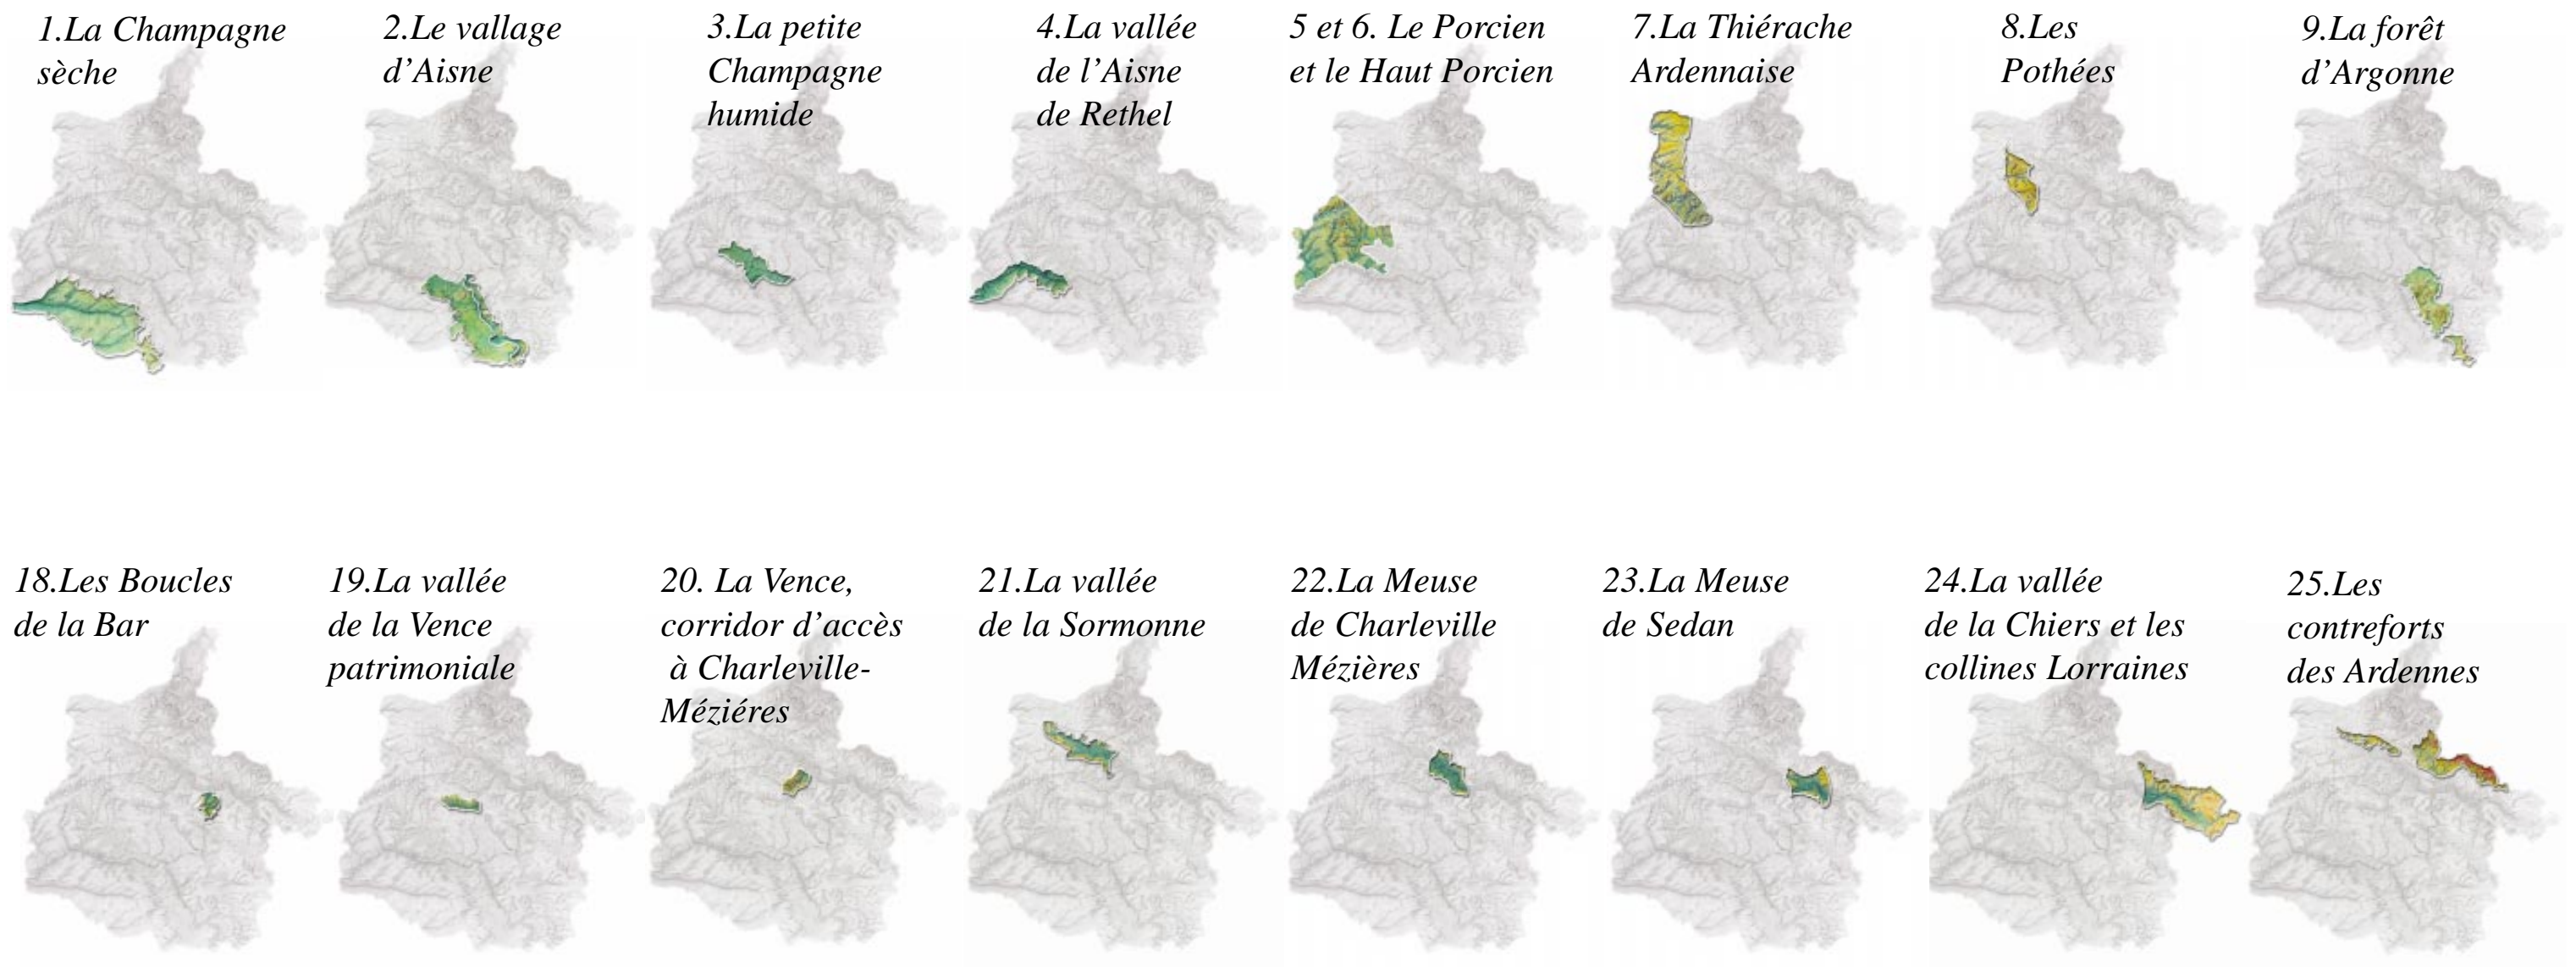 1.La Champagne
sèche
2.Le vallage
d'Aisne
3.La petite
Champagne
humide
4.La vallée
de l'Aisne
de Rethel
5 et 6. Le Porcien
et le Haut Porcien
7.La Thiérache
Ardennaise
8.Les
Pothées
9.La forêt
d'Argonne
18.Les Boucles
de la Bar
19.La vallée
de la Vence
patrimoniale
20. La Vence,
corridor d'accès
à Charleville-
Méziéres
21.La vallée
de la Sormonne
22.La Meuse
de Charleville
Mézières
23.La Meuse
de Sedan
24.La vallée
de la Chiers et les
collines Lorraines
25.Les
contreforts
des Ardennes